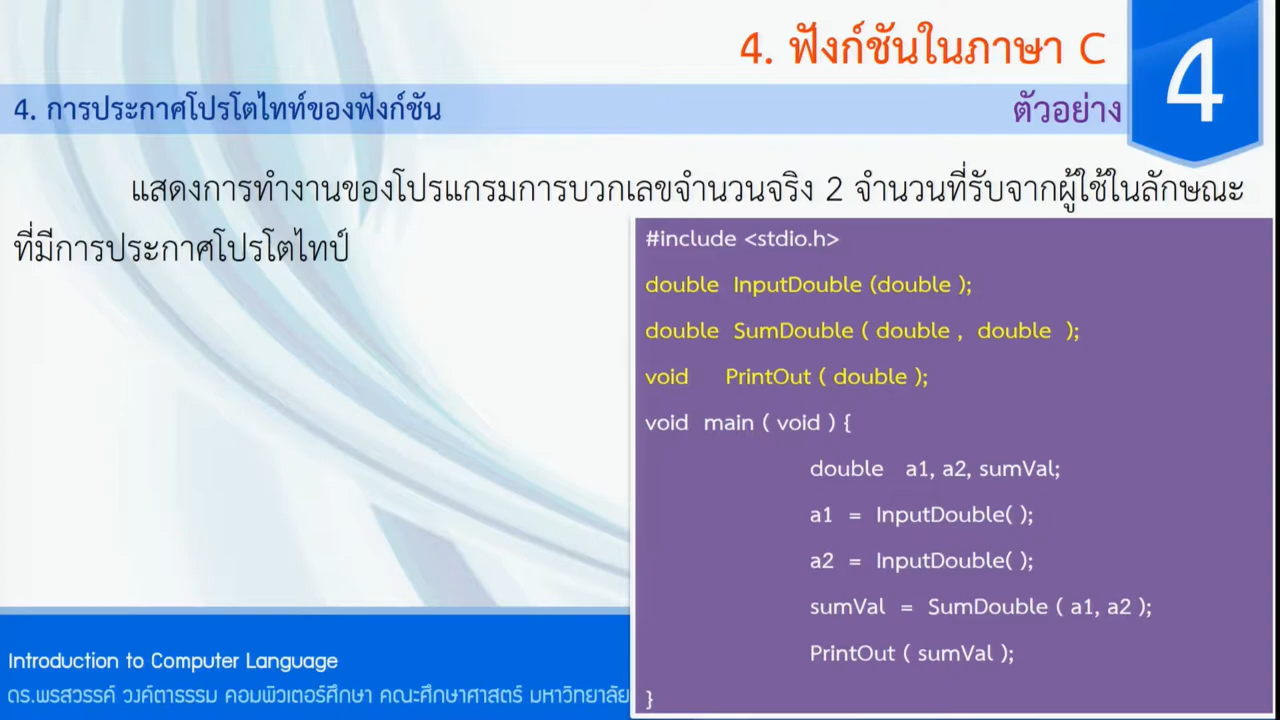 4. ฟังก์ชันในภาษา C
4
4. การประกาศโปรโตไทท์ของฟังก์ชัน
ตัวอย่าง
แสดงการทำงานของโปรแกรมการบวกเลขจำนวนจริง 2 จำนวนที่รับจากผู้ใช้ในลักษณะ
ที่มีการประกาศโปรโตไทป์
#include <stdio.h>
double InputDouble (double );
double SumDouble ( double , double );
void PrintOut ( double );
void main ( void ) {
double a1, a2, sumVal;
a1 = InputDouble( );
a2 = InputDouble( );
sumVal = SumDouble ( a1, a2 );
PrintOut ( sumVal );
}
Introduction to Computer Language
ดร.พรสวรรค์ วงค์ตาธรรม คอมพิวเตอร์ศึกษา คณะศึกษาศาสตร์ มหาวิทยาลัย